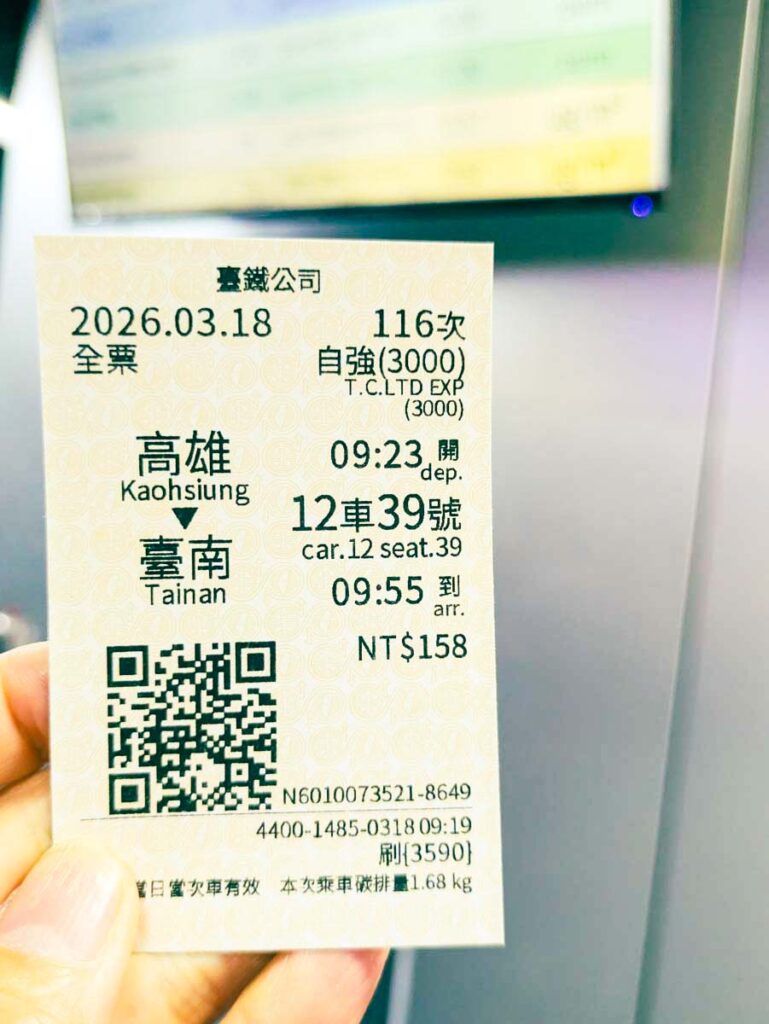 臺鐵公司
2026.03.18 116次
全票 自強(3000)
T.C.LTD EXP
(3000)
高雄 09:23 開
Kaohsiung dep.
12車39號
臺南 car.12 seat.39
Tainan 09:55 到
arr.
NT$158
N6010073521-8649
4400-1485-0318 09:19
刷{3590}
當日當次車有效 本次乘車碳排量1.68 kg